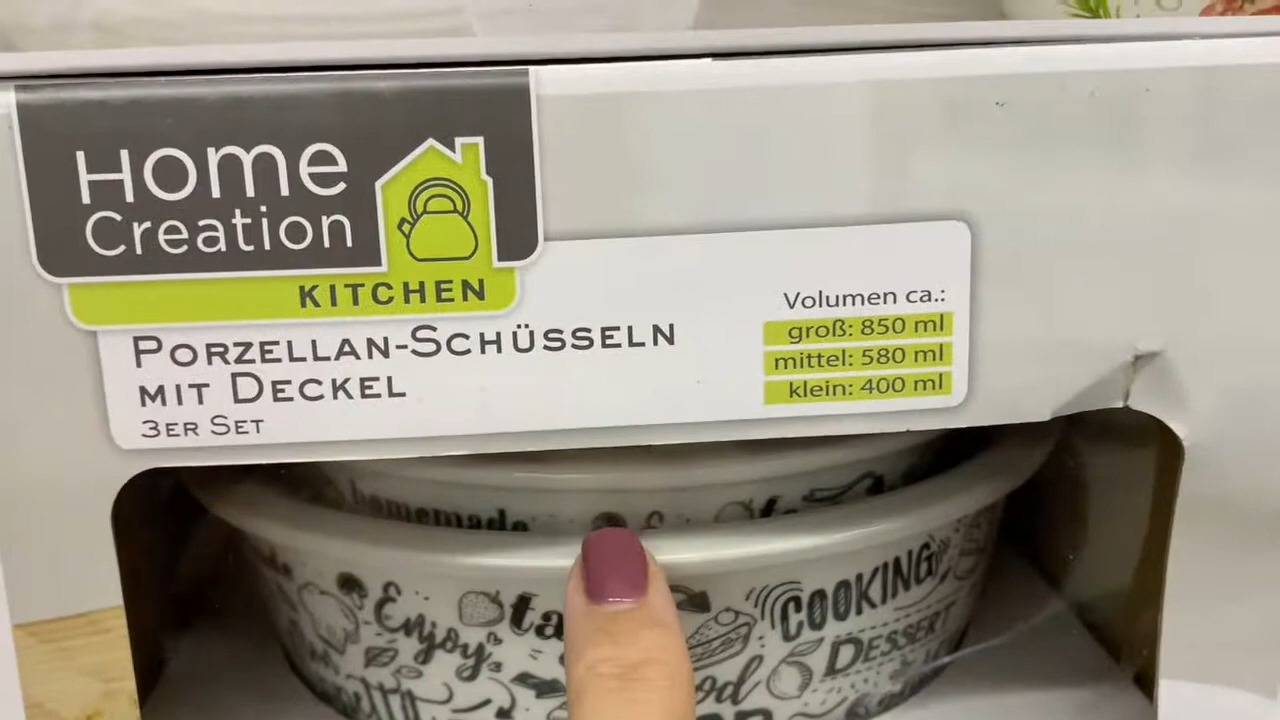 Home
Creation
KITCHEN
PORZELLAN-SCHÜSSELN
MIT DECKEL
3ER SET
Volumen ca.:
groß: 850 ml
mittel: 580 ml
klein: 400 ml
homemade
Enjoy
COOKING
DESSERT